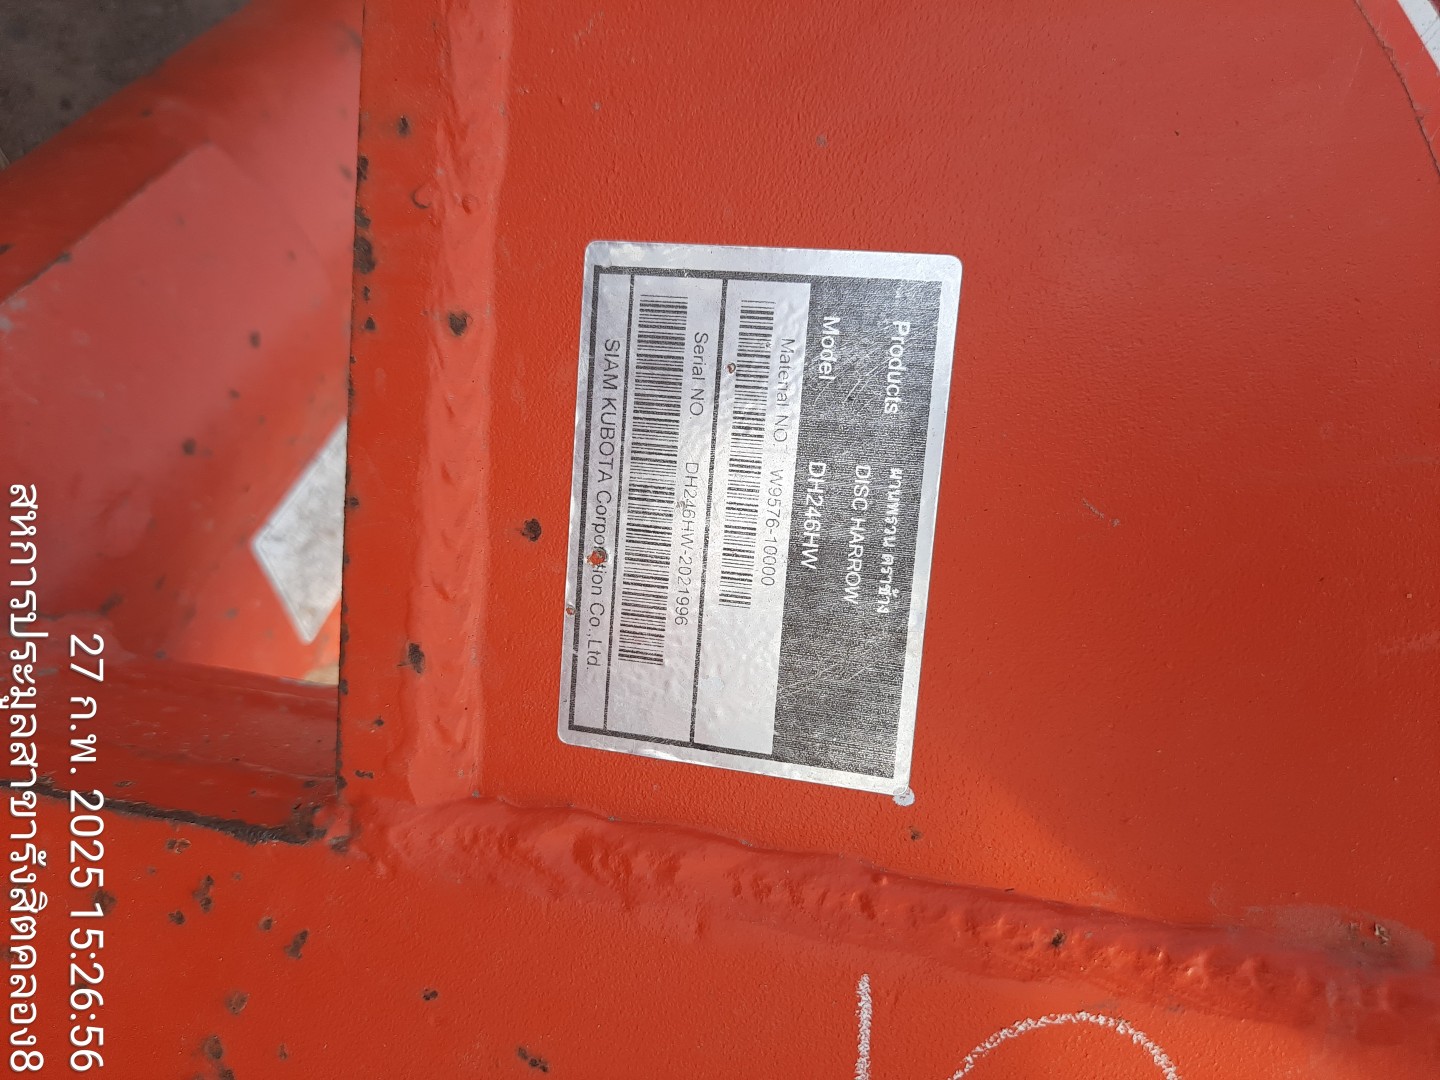 Products ผานพรวน ตราช้าง
DISC HARROW
Model DH246HW
Material NO. W9576-10000
Serial NO. DH246HW-2021996
SIAM KUBOTA Corporation Co.,Ltd.
27 ก.พ. 2025 15:26:56
สหการประมูลสาขารังสิตคลอง8